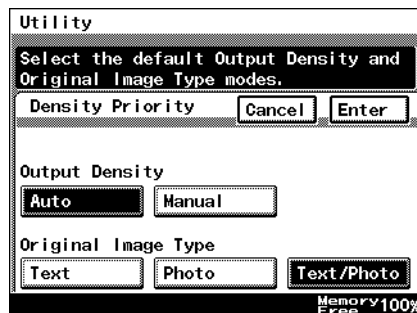 Utility
Select the default Output Density and
Original Image Type modes.
Density Priority Cancel Enter
Output Density
Auto Manual
Original Image Type
Text Photo Text/Photo
Memory 100%
Free